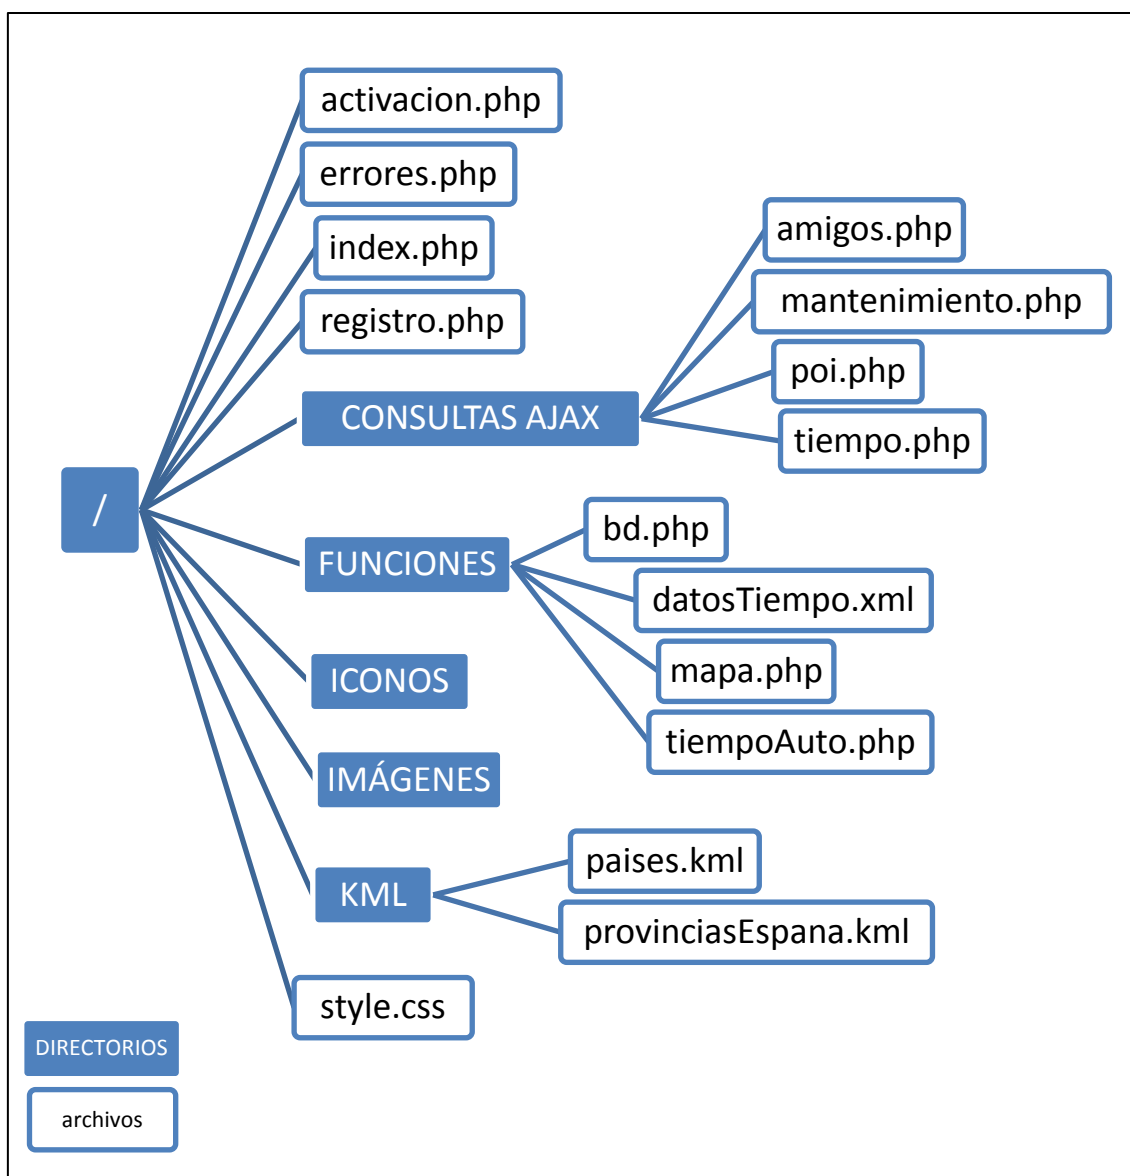 activacion.php
errores.php
index.php
registro.php
CONSULTAS AJAX
amigos.php
mantenimiento.php
poi.php
tiempo.php
/
FUNCIONES
bd.php
datosTiempo.xml
mapa.php
tiempoAuto.php
ICONOS
IMÁGENES
KML
paises.kml
provinciasEspana.kml
style.css
DIRECTORIOS
archivos